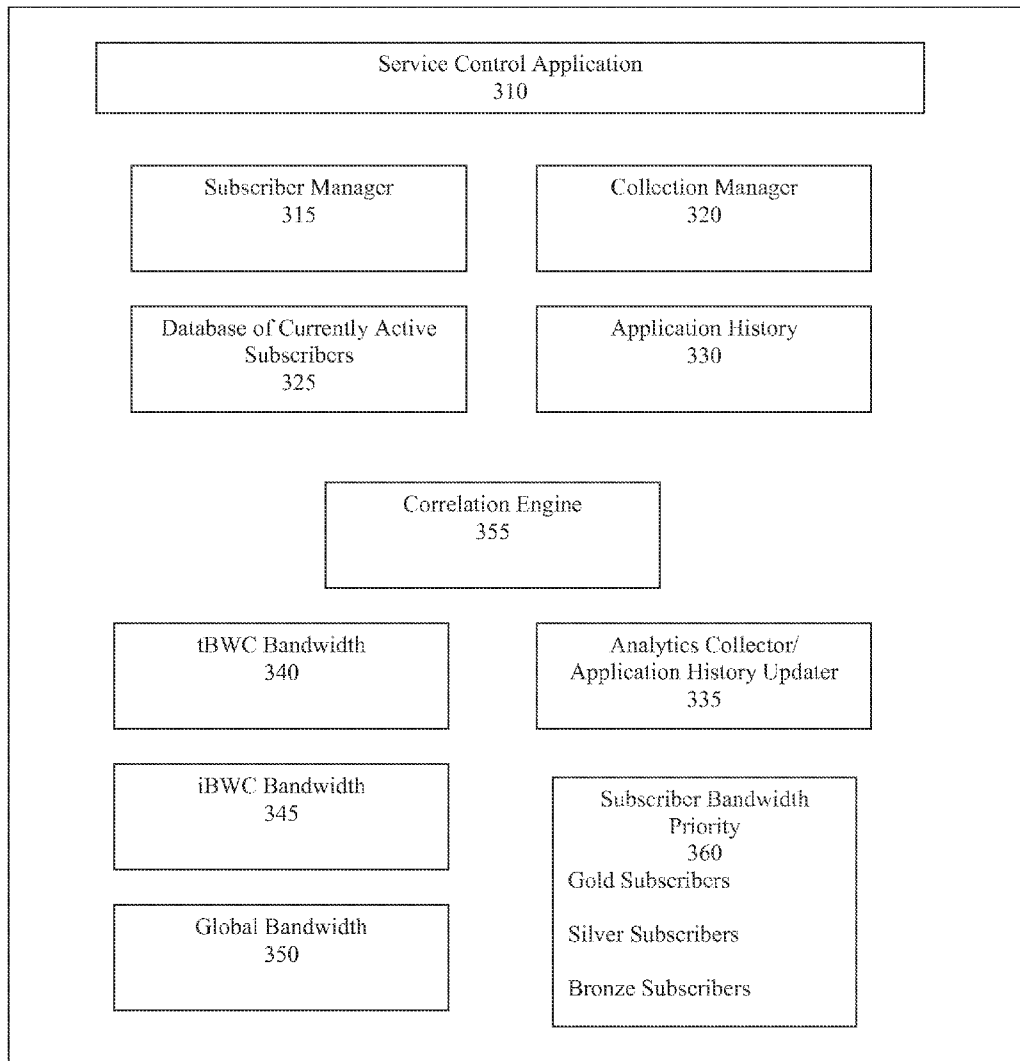 Service Control Application
310
Subscriber Manager
315
Collection Manager
320
Database of Currently Active
Subscribers
325
Application History
330
Correlation Engine
355
tBWC Bandwidth
340
Analytics Collector/
Application History Updater
335
iBWC Bandwidth
345
Subscriber Bandwidth
Priority
360
Gold Subscribers
Silver Subscribers
Bronze Subscribers
Global Bandwidth
350